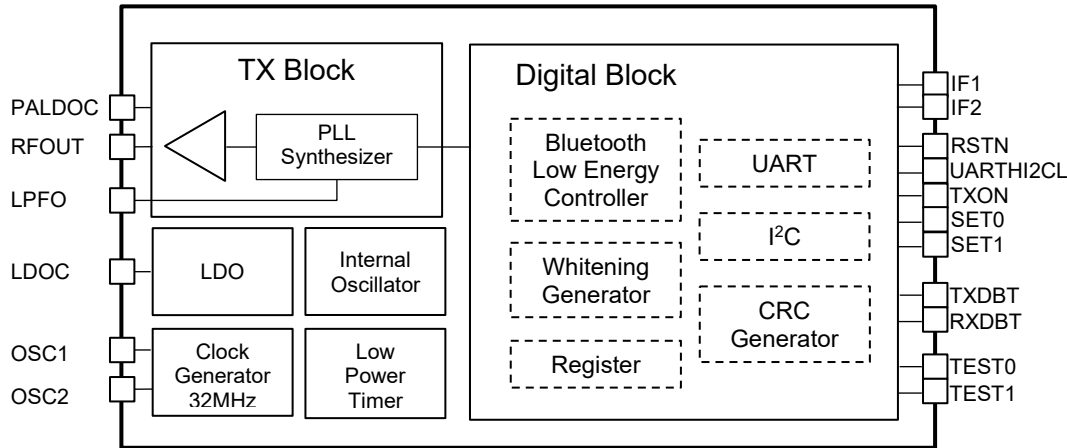 TX Block
Digital Block
PALDOC
RFOUT
LPFO
LDOC
OSC1
OSC2
PLL
Synthesizer
LDO
Internal
Oscillator
Clock
Generator
32MHz
Low
Power
Timer
Bluetooth
Low Energy
Controller
Whitening
Generator
Register
UART
I²C
CRC
Generator
IF1
IF2
RSTN
UARTHI2CL
TXON
SET0
SET1
TXDBT
RXDBT
TEST0
TEST1